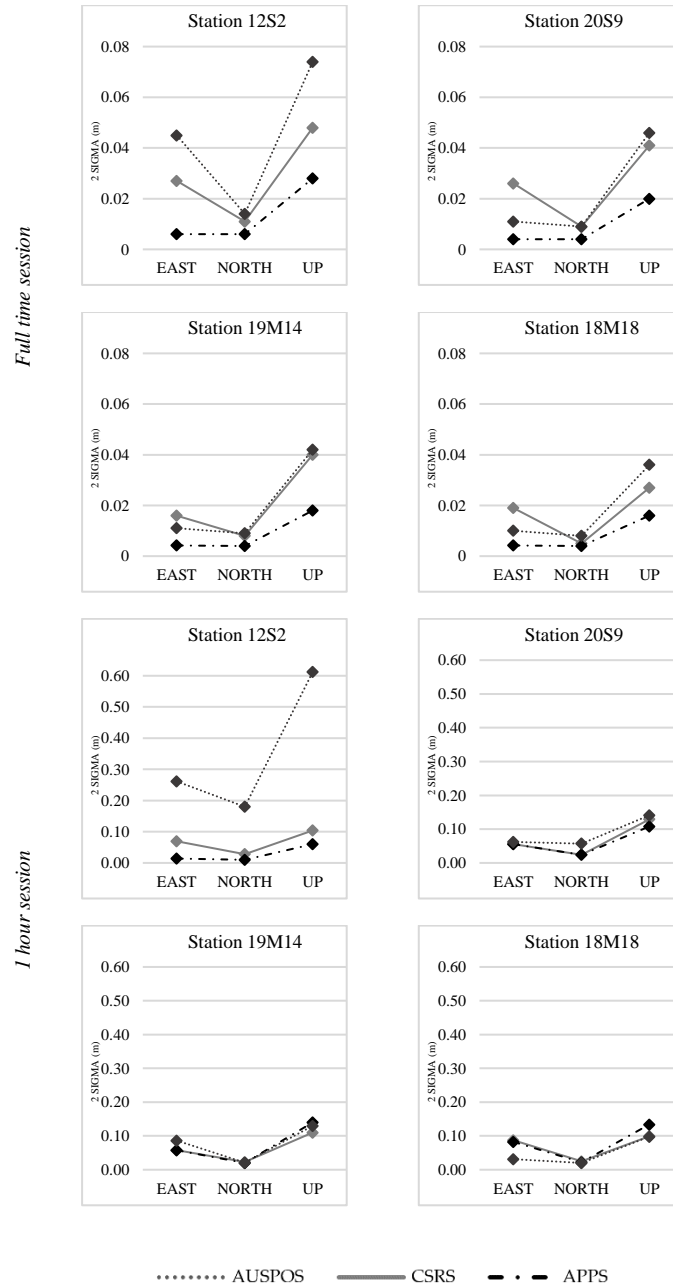 Full time session
Station 12S2
2 SIGMA (m)
0.08
0.06
0.04
0.02
0
EAST NORTH UP
Station 20S9
2 SIGMA (m)
0.08
0.06
0.04
0.02
0
EAST NORTH UP
Station 19M14
2 SIGMA (m)
0.08
0.06
0.04
0.02
0
EAST NORTH UP
Station 18M18
2 SIGMA (m)
0.08
0.06
0.04
0.02
0
EAST NORTH UP
1 hour session
Station 12S2
2 SIGMA (m)
0.60
0.50
0.40
0.30
0.20
0.10
0.00
EAST NORTH UP
Station 20S9
2 SIGMA (m)
0.60
0.50
0.40
0.30
0.20
0.10
0.00
EAST NORTH UP
Station 19M14
2 SIGMA (m)
0.60
0.50
0.40
0.30
0.20
0.10
0.00
EAST NORTH UP
Station 18M18
2 SIGMA (m)
0.60
0.50
0.40
0.30
0.20
0.10
0.00
EAST NORTH UP
AUSPOS CSRS APPS